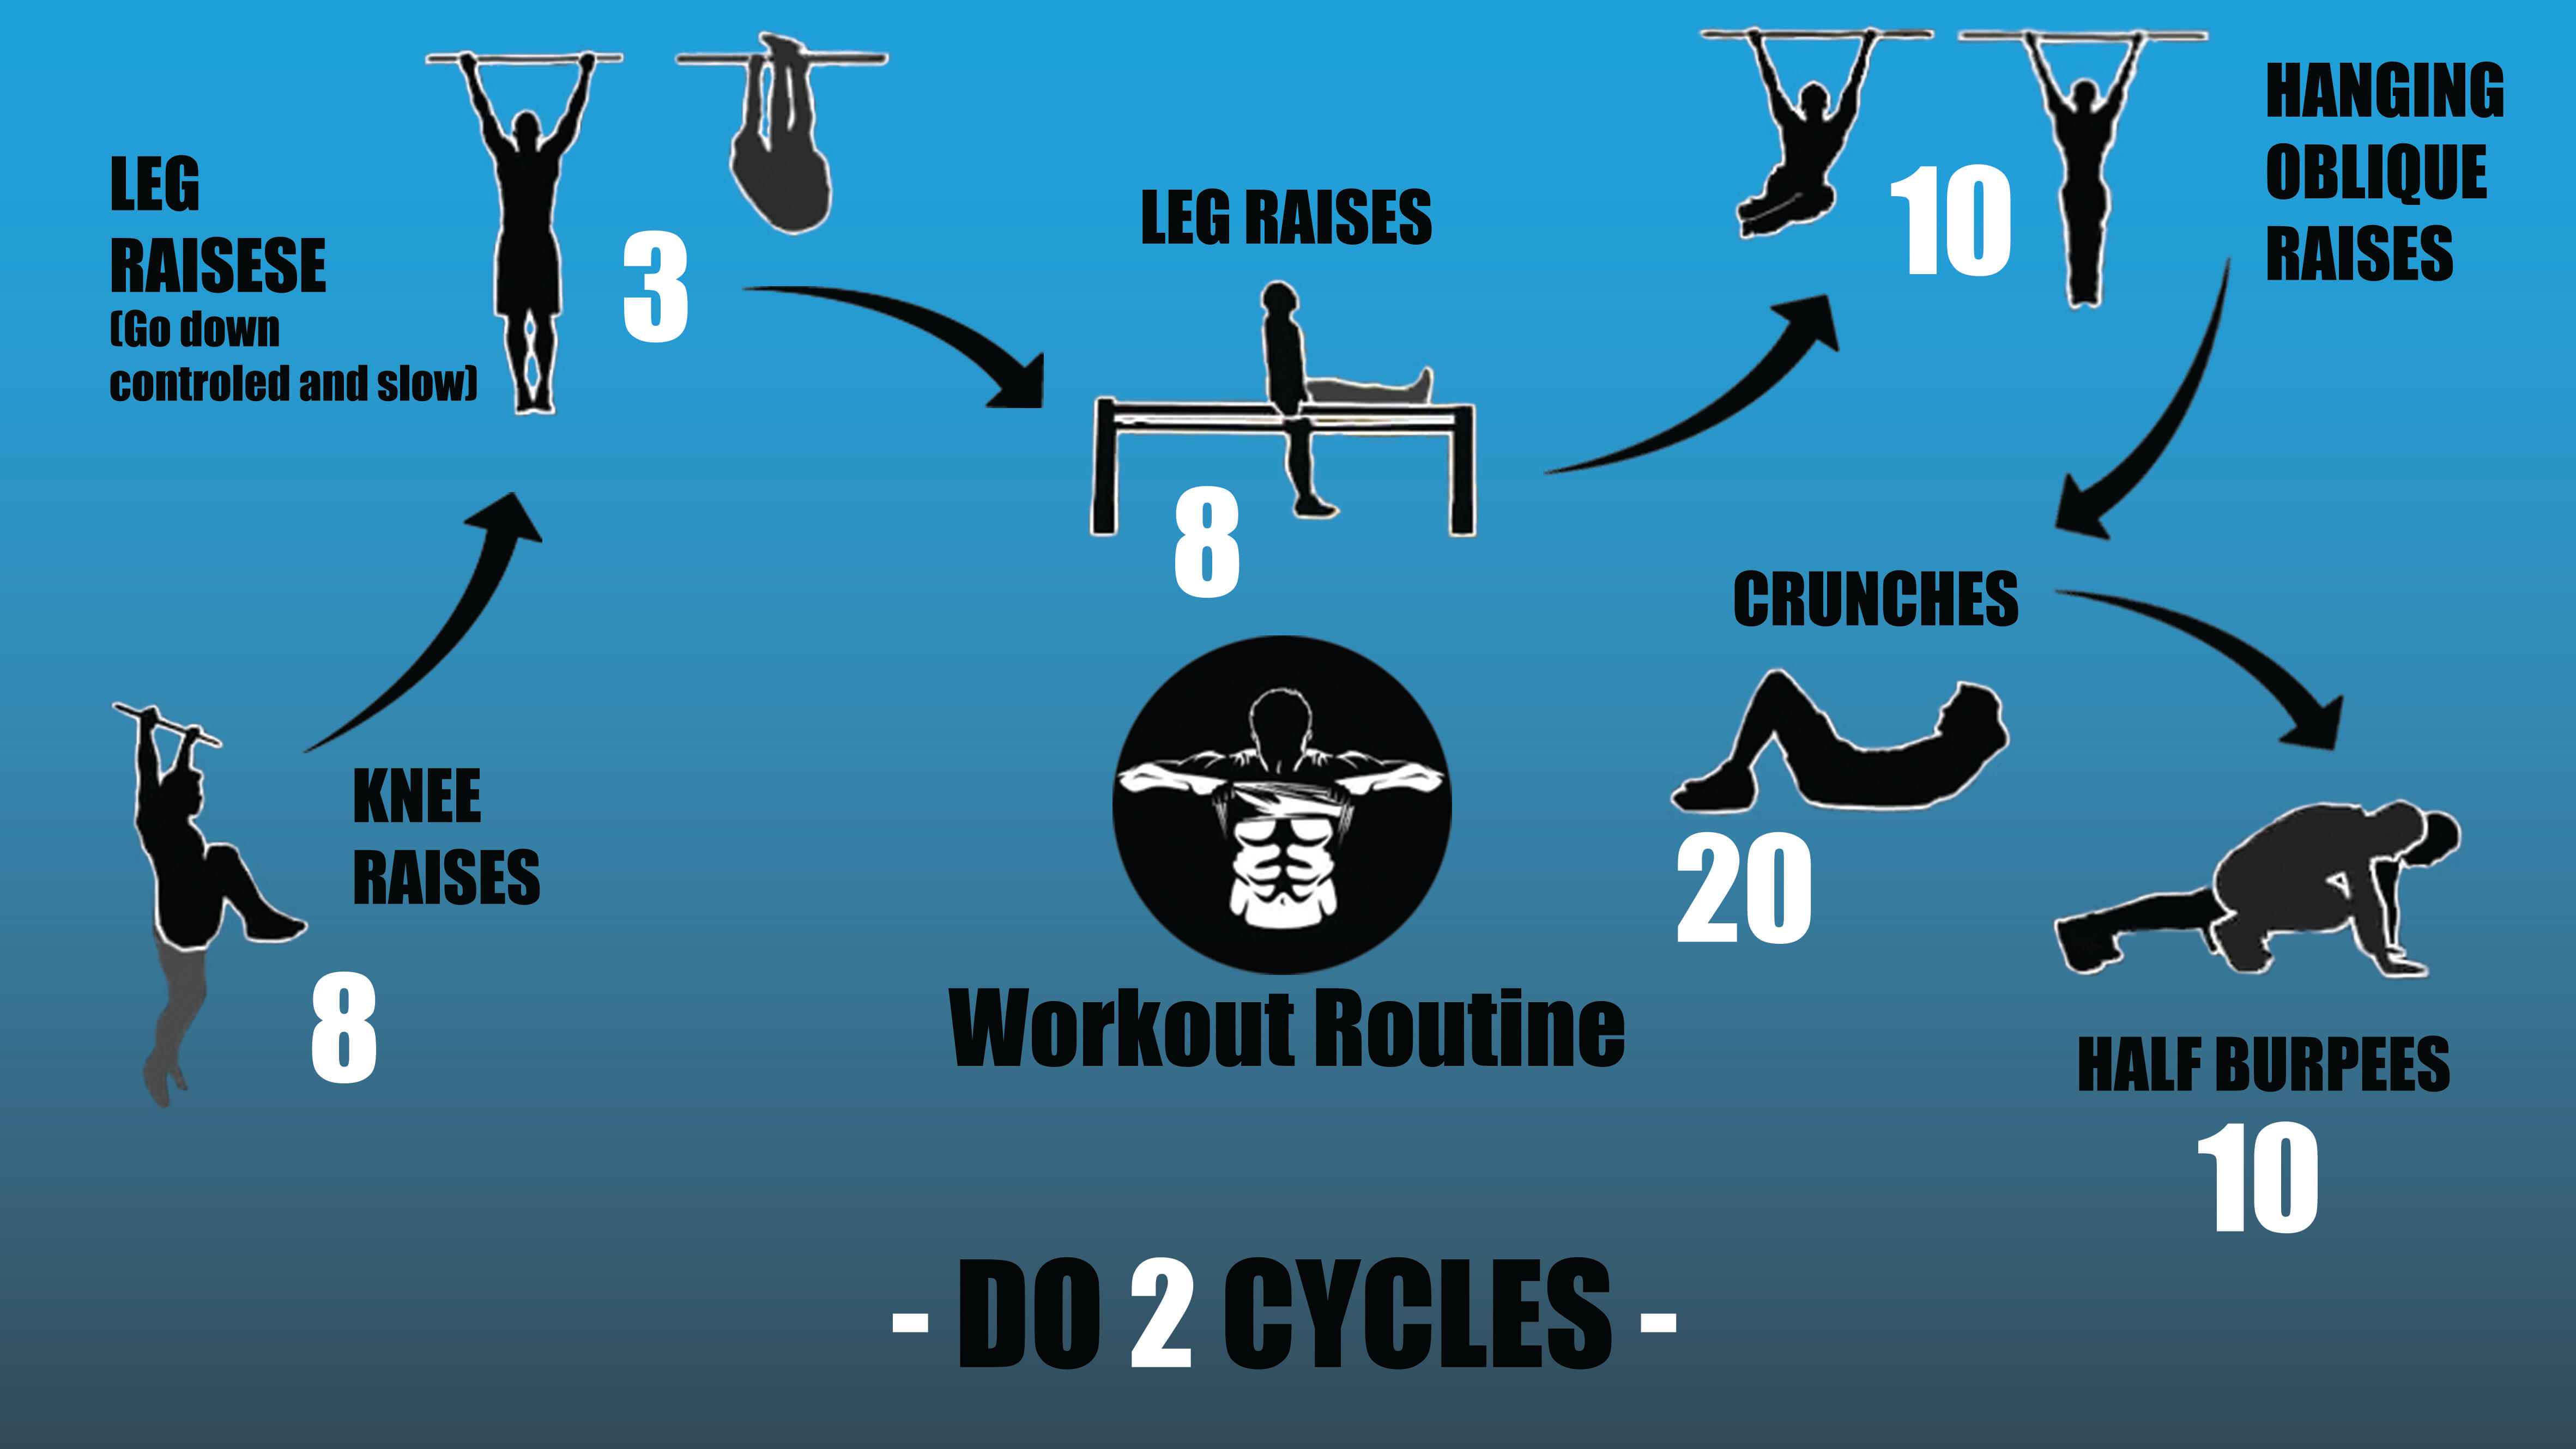 LEG
RAISESE
(Go down
controled and slow)
3
LEG RAISES
8
10
HANGING
OBLIQUE
RAISES
KNEE
RAISES
8
CRUNCHES
20
HALF BURPEES
10
Workout Routine
- DO 2 CYCLES -